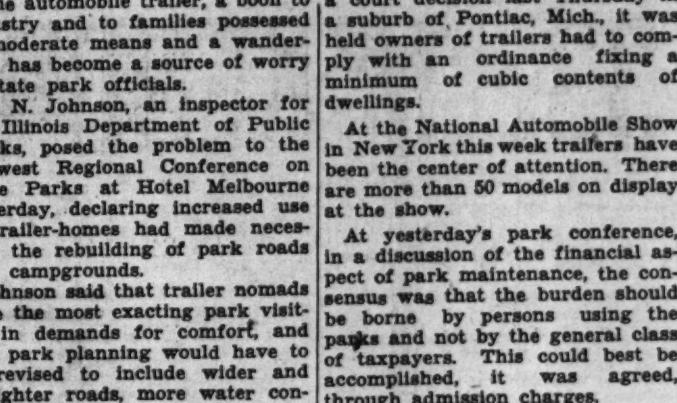 automobile trailer, a boon to
and to families possessed
moderate means and a wander-
has become a source of worry
state park officials.
N. Johnson, an inspector for
Illinois Department of Public
posed the problem to the
Regional Conference on
Parks at Hotel Melbourne
declaring increased use
trailer-homes had made neces-
the rebuilding of park roads
campgrounds.
said that trailer nomads
the most exacting park visit-
in demands for comfort, and
park planning would have to
revised to include wider and
roads, more water con-
a court decision last Thursday in
a suburb of Pontiac, Mich., it was
held owners of trailers had to com-
ply with an ordinance fixing a
minimum of cubic contents of
dwellings.
At the National Automobile Show
in New York this week trailers have
been the center of attention. There
are more than 50 models on display
at the show.
At yesterday's park conference,
in a discussion of the financial as-
pect of park maintenance, the con-
sensus was that the burden should
be borne by persons using the
parks and not by the general class
of taxpayers. This could best be
accomplished, it was agreed,
through admission charges.